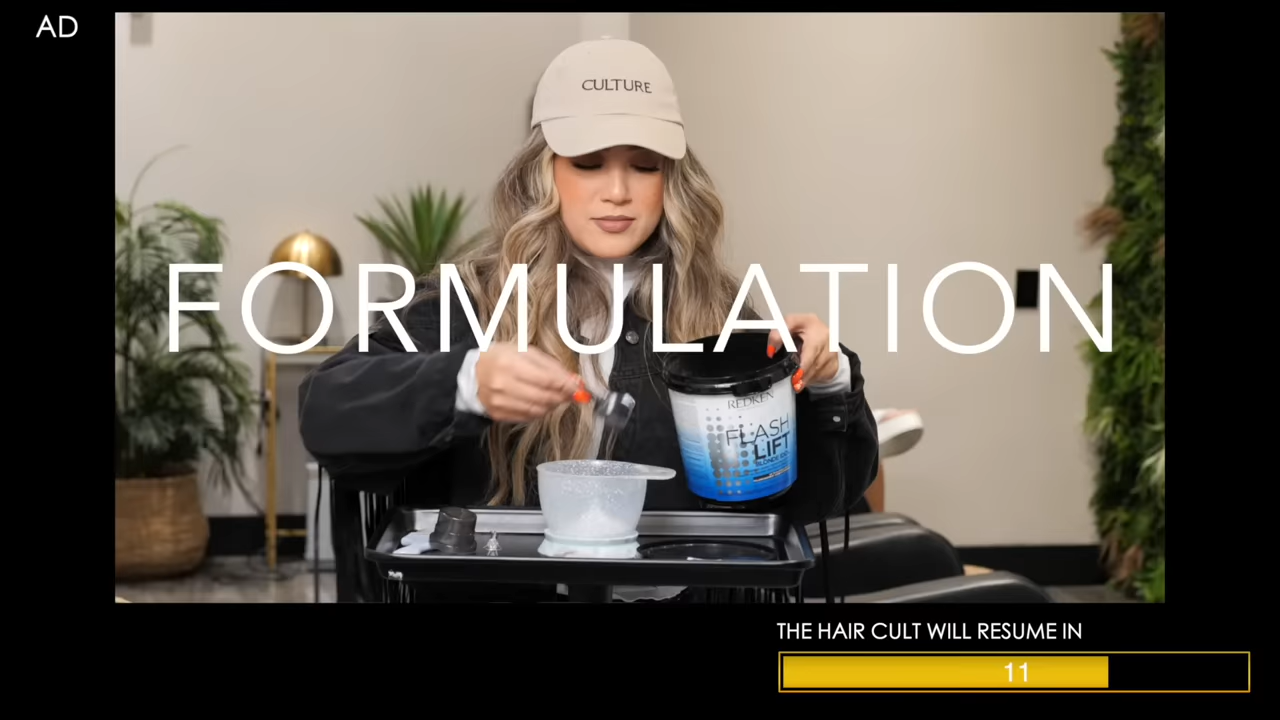 AD
CULTURE
FORMULATION
REDKEN
FLASH
LIFT
THE HAIR CULT WILL RESUME IN
11